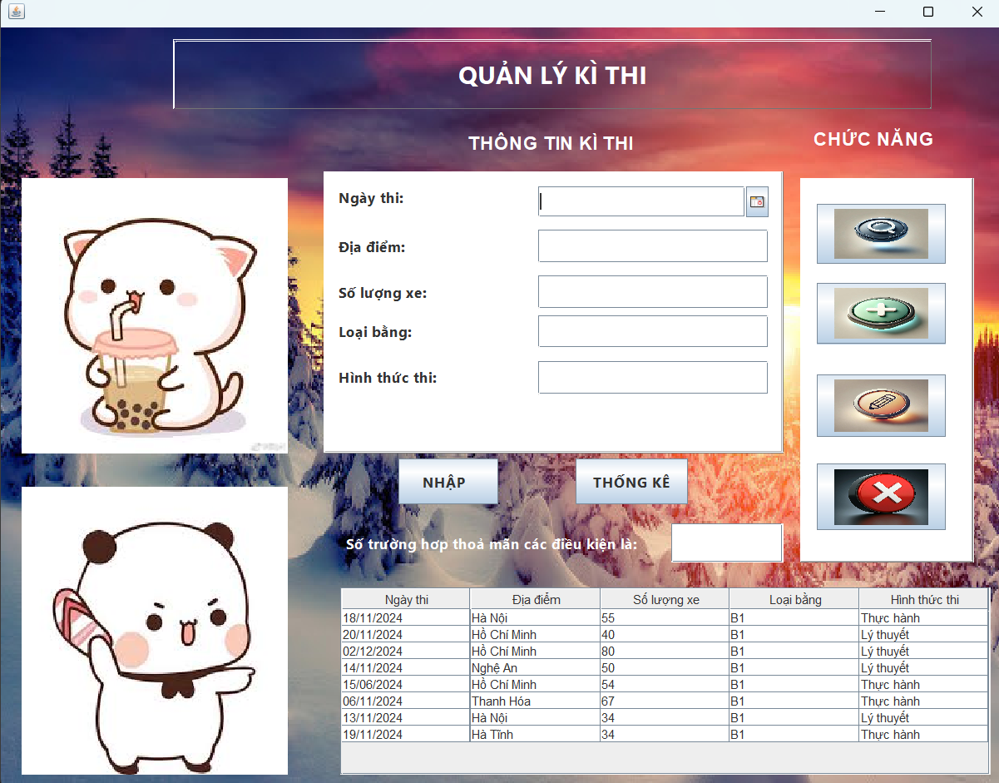 QUẢN LÝ KÌ THI
THÔNG TIN KÌ THI
CHỨC NĂNG
Ngày thi:
Địa điểm:
Số lượng xe:
Loại bằng:
Hình thức thi:
NHẬP
THỐNG KÊ
Số trường hơp thoả mãn các điều kiện là:
Ngày thi Địa điểm Số lượng xe Loại bằng Hình thức thi
18/11/2024 Hà Nội 55 B1 Thực hành
20/11/2024 Hồ Chí Minh 40 B1 Lý thuyết
02/12/2024 Hồ Chí Minh 80 B1 Lý thuyết
14/11/2024 Nghệ An 50 B1 Lý thuyết
15/06/2024 Hồ Chí Minh 54 B1 Thực hành
06/11/2024 Thanh Hóa 67 B1 Thực hành
13/11/2024 Hà Nội 34 B1 Lý thuyết
19/11/2024 Hà Tĩnh 34 B1 Thực hành